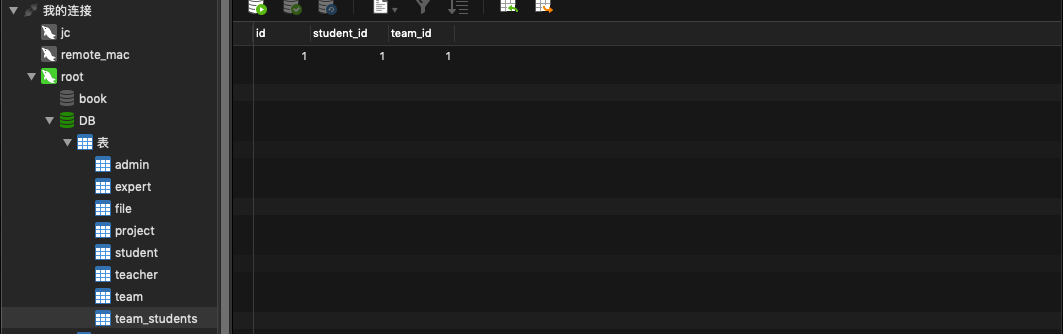 我的连接
jc
remote_mac
root
book
DB
表
admin
expert
file
project
student
teacher
team
team_students
id student_id team_id
1 1 1